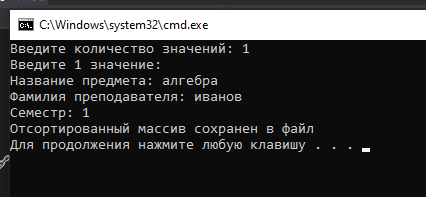 C:\Windows\system32\cmd.exe
Введите количество значений: 1
Введите 1 значение:
Название предмета: алгебра
Фамилия преподавателя: иванов
Семестр: 1
Отсортированный массив сохранен в файл
Для продолжения нажмите любую клавишу . . .